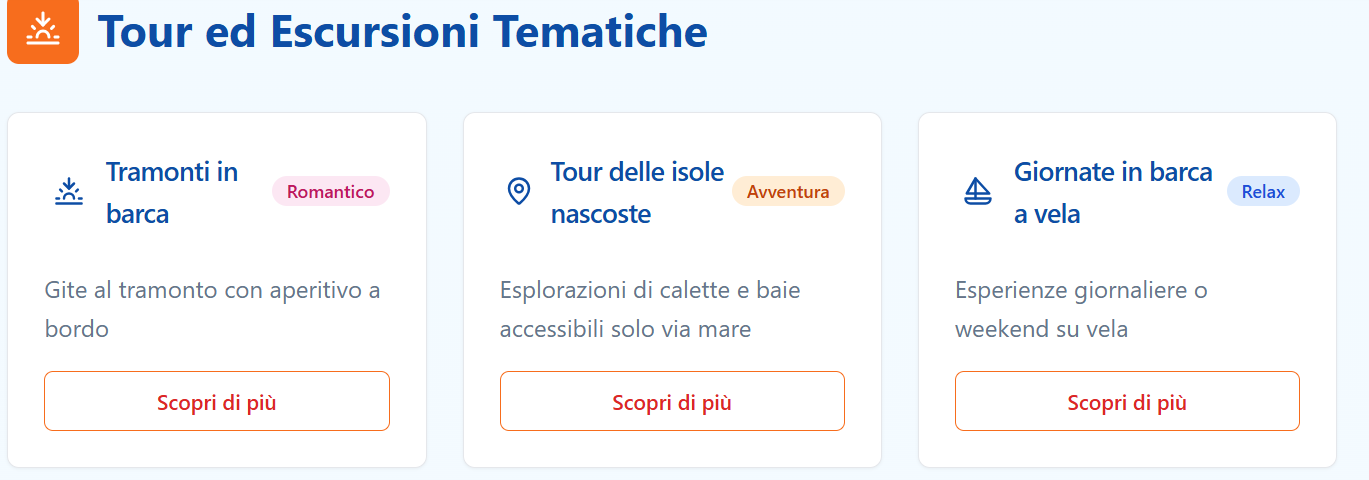 Tour ed Escursioni Tematiche
Tramonti in
barca
Romantico
Gite al tramonto con aperitivo a
bordo
Scopri di più
Tour delle isole
nascoste
Avventura
Esplorazioni di calette e baie
accessibili solo via mare
Scopri di più
Giornate in barca
a vela
Relax
Esperienze giornaliere o
weekend su vela
Scopri di più